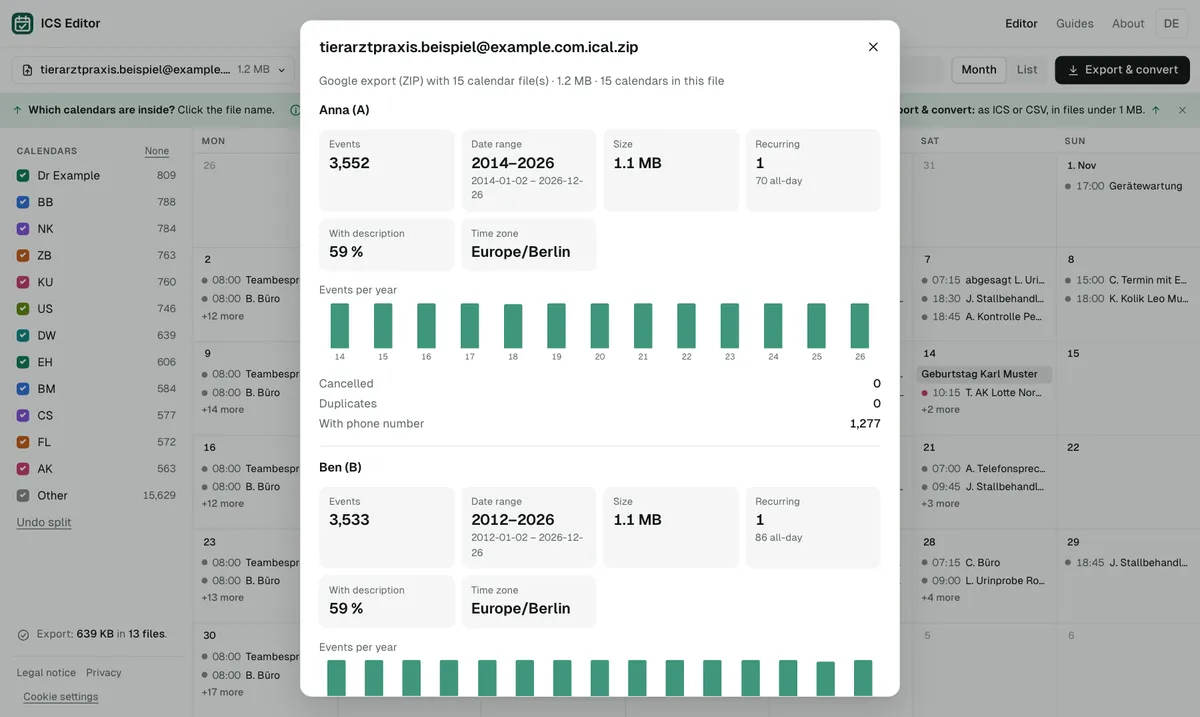 ICS Editor
Editor
Guides
About
DE
tierarztpraxis.beispiel@example.... 1.2 MB
Month
List
Export & convert
Which calendars are inside? Click the file name.
port & convert: as ICS or CSV, in files under 1 MB.
CALENDARS
None
Dr Example 809
BB 788
NK 784
ZB 763
KU 760
US 746
DW 639
EH 606
BM 584
CS 577
FL 572
AK 563
Other 15,629
Undo split
Export: 639 KB in 13 files.
Legal notice Privacy
Cookie settings
MON
26
2
08:00 Teambespr
08:00 B. Büro
+12 more
9
08:00 Teambespr
08:00 B. Büro
+14 more
16
08:00 Teambespr
08:00 B. Büro
+12 more
23
08:00 Teambespr
08:00 B. Büro
+13 more
30
08:00 Teambespr
08:00 B. Büro
+17 more
tierarztpraxis.beispiel@example.com.ical.zip
Google export (ZIP) with 15 calendar file(s) · 1.2 MB · 15 calendars in this file
Anna (A)
Events
3,552
Date range
2014–2026
2014-01-02 – 2026-12-
26
Size
1.1 MB
Recurring
1
70 all-day
With description
59 %
Time zone
Europe/Berlin
Events per year
14 15 16 17 18 19 20 21 22 23 24 25 26
Cancelled 0
Duplicates 0
With phone number 1,277
Ben (B)
Events
3,533
Date range
2012–2026
2012-01-02 – 2026-12-
26
Size
1.1 MB
Recurring
1
86 all-day
With description
59 %
Time zone
Europe/Berlin
Events per year
SAT
31
7
07:15 abgesagt L. Uri...
18:30 J. Stallbehandl...
18:45 A. Kontrolle Pe...
14
Geburtstag Karl Muster
10:15 T. AK Lotte Nor...
+2 more
21
07:00 A. Telefonsprec...
09:45 J. Stallbehandl...
+3 more
28
07:15 C. Büro
09:00 L. Urinprobe Ro...
+4 more
5
SUN
1. Nov
17:00 Gerätewartung
8
15:00 C. Termin mit E...
18:00 K. Kolik Leo Mu...
15
22
29
18:45 J. Stallbehandl...
6